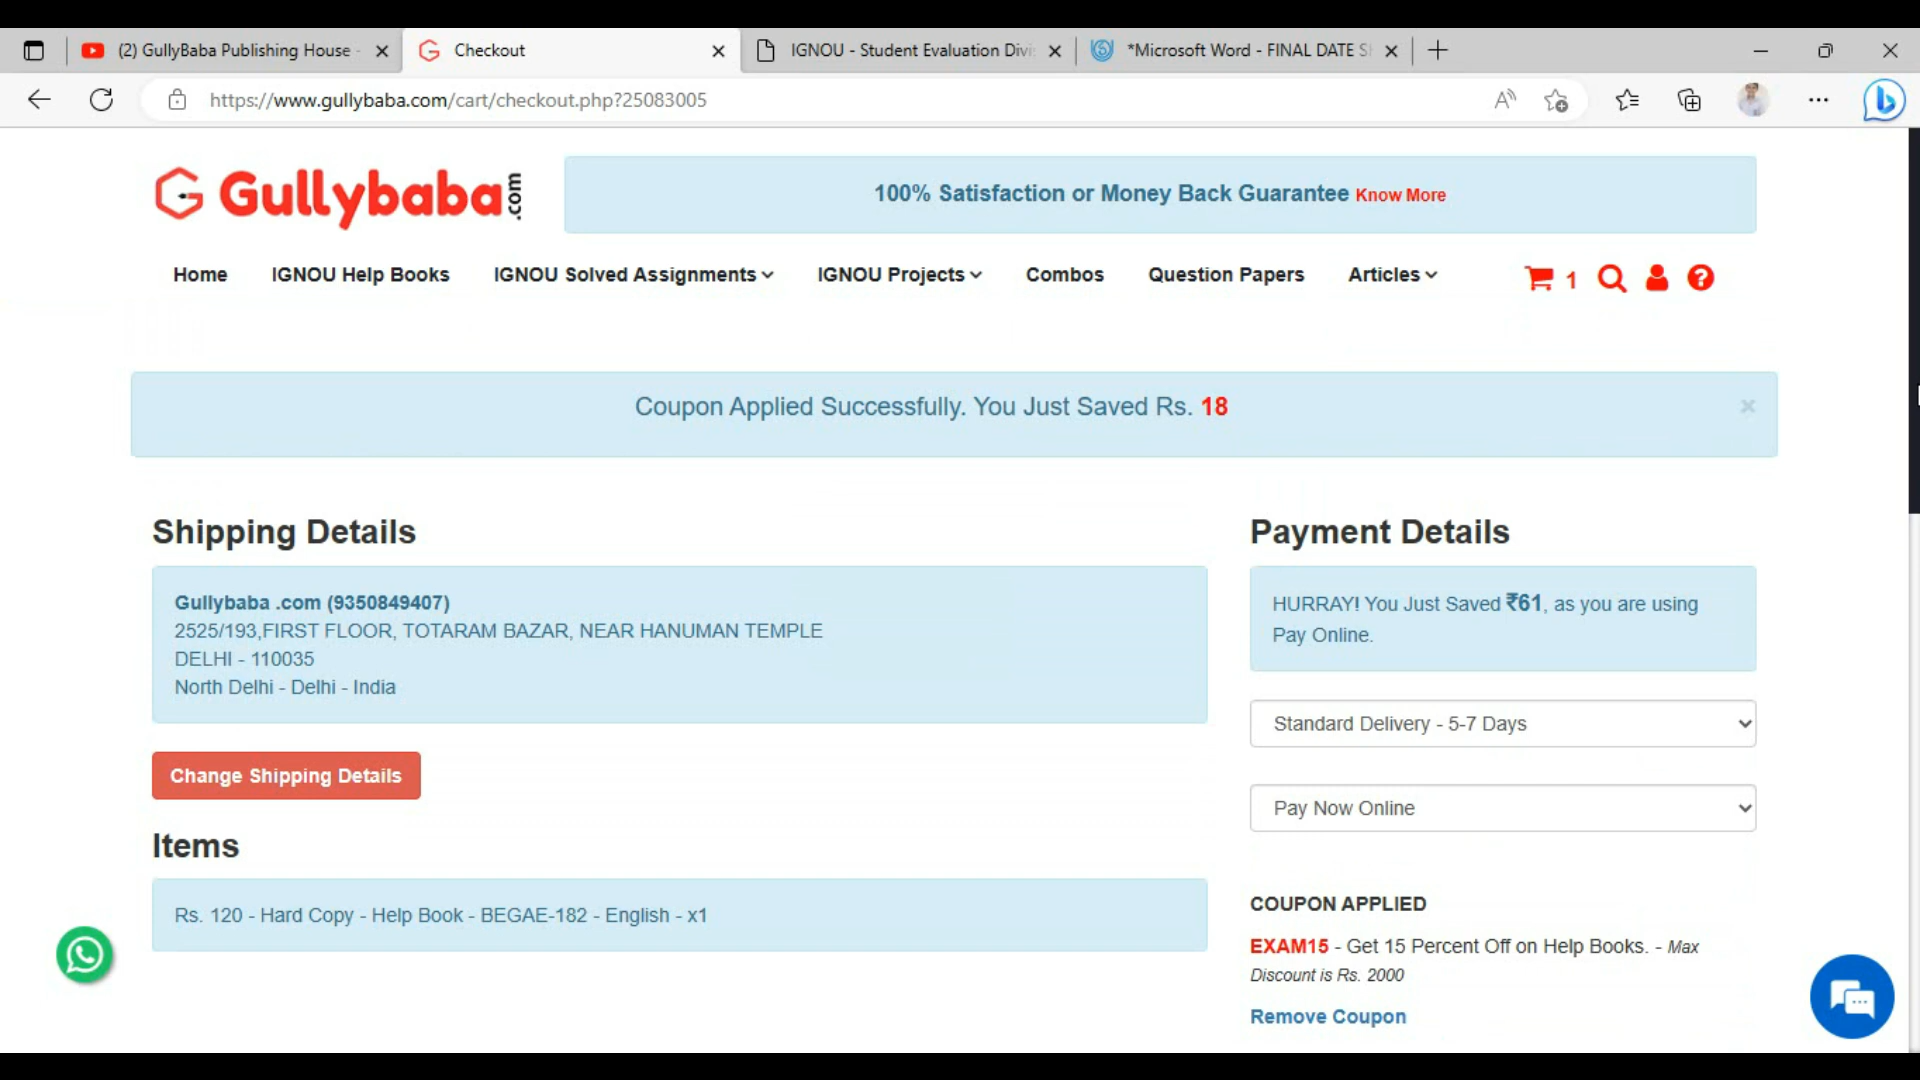 (2) GullyBaba Publishing House -
Checkout
IGNOU - Student Evaluation Divi
*Microsoft Word - FINAL DATE S
https://www.gullybaba.com/cart/checkout.php?25083005
Gullybaba.com
100% Satisfaction or Money Back Guarantee Know More
Home
IGNOU Help Books
IGNOU Solved Assignments
IGNOU Projects
Combos
Question Papers
Articles
1
Coupon Applied Successfully. You Just Saved Rs. 18
×
Shipping Details
Gullybaba .com (9350849407)
2525/193,FIRST FLOOR, TOTARAM BAZAR, NEAR HANUMAN TEMPLE
DELHI - 110035
North Delhi - Delhi - India
Change Shipping Details
Items
Rs. 120 - Hard Copy - Help Book - BEGAE-182 - English - x1
Payment Details
HURRAY! You Just Saved ₹61, as you are using
Pay Online.
Standard Delivery - 5-7 Days
Pay Now Online
COUPON APPLIED
EXAM15 - Get 15 Percent Off on Help Books. - Max
Discount is Rs. 2000
Remove Coupon